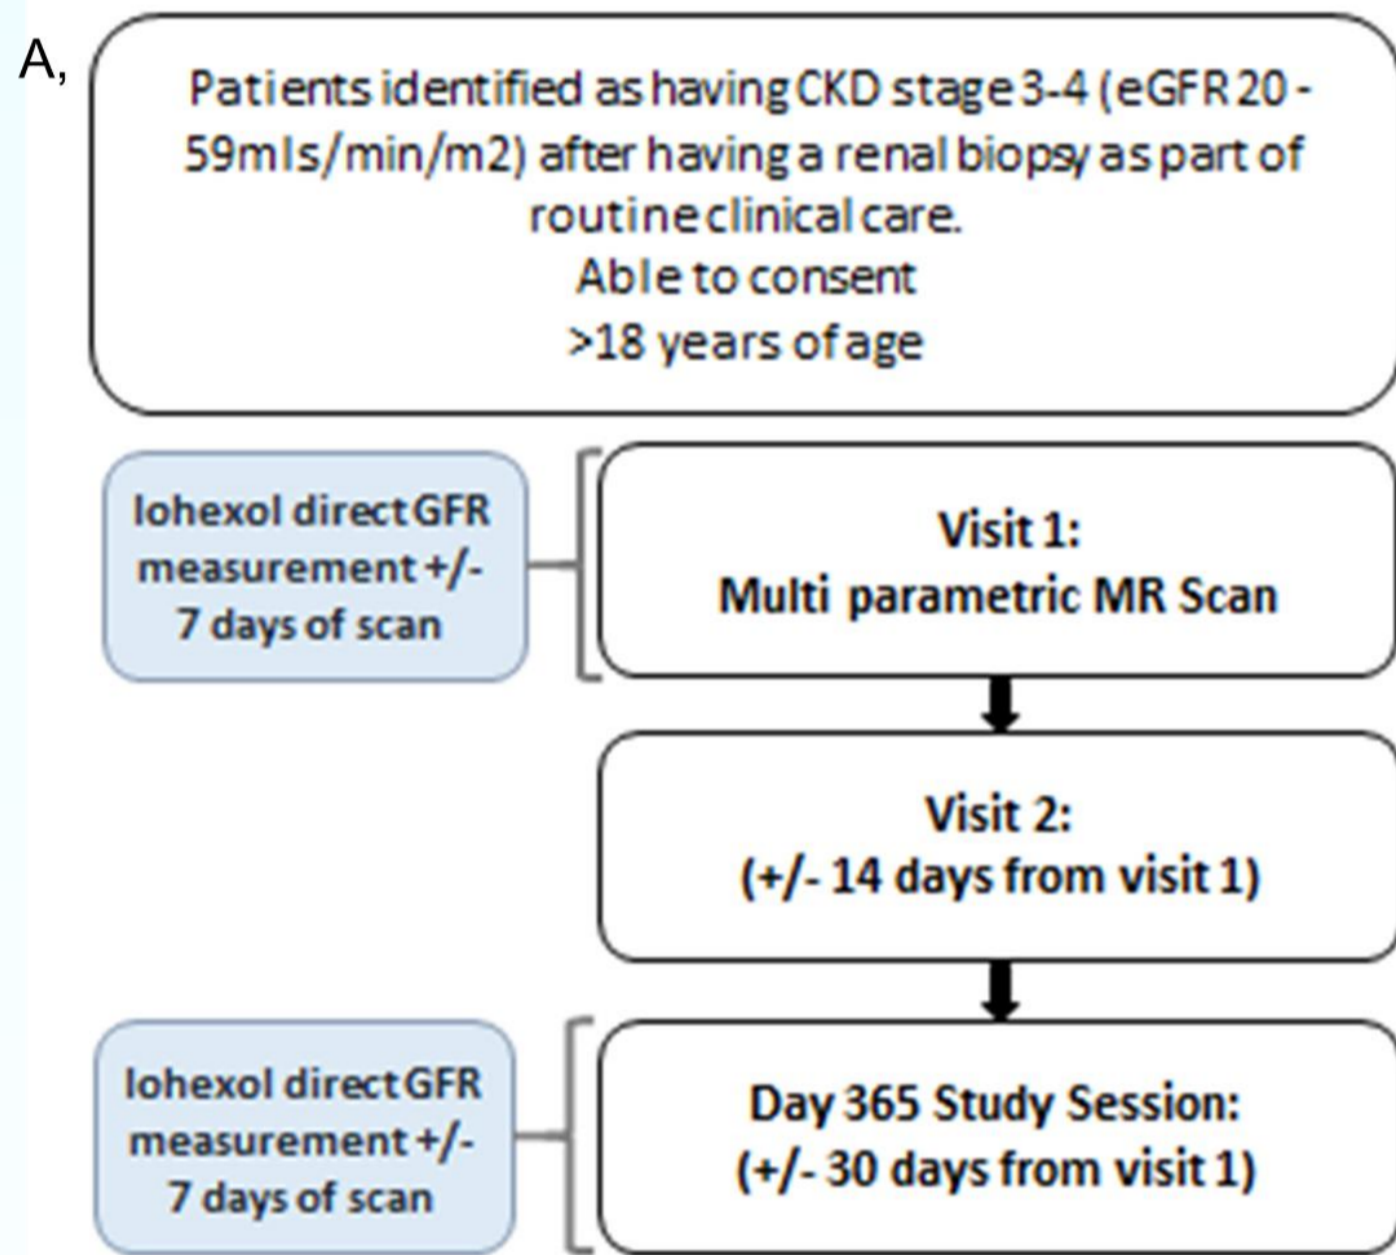 A,
Patients identified as having CKD stage 3-4 (eGFR 20 -
59mls/min/m2) after having a renal biopsy as part of
routine clinical care.
Able to consent
>18 years of age
Iohexol direct GFR
measurement +/-
7 days of scan
Visit 1:
Multi parametric MR Scan
Visit 2:
(+/- 14 days from visit 1)
Iohexol direct GFR
measurement +/-
7 days of scan
Day 365 Study Session:
(+/- 30 days from visit 1)